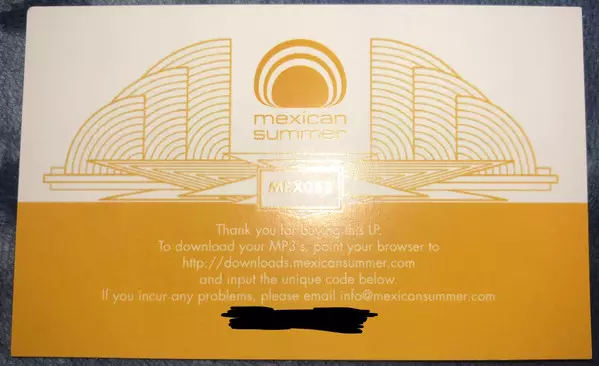 mexican
summer
Thank you for buying this LP.
To download your MP3's, point your browser to
http://downloads.mexicansummer.com
and input the unique code below.
If you incur any problems, please email info@mexicansummer.com